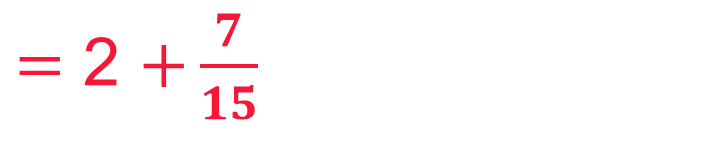 = 2 + 7/15